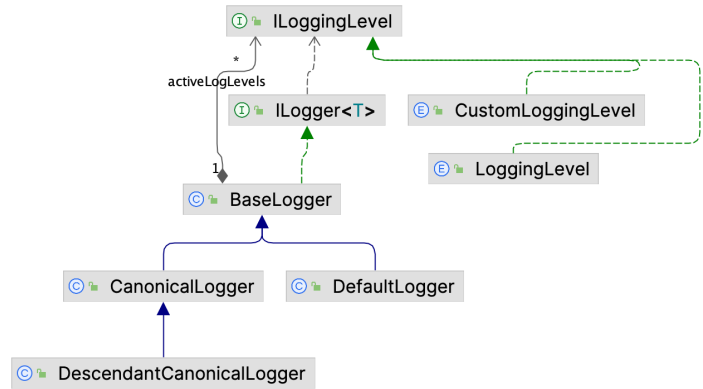 I ILoggingLevel
*
activeLogLevels
I ILogger<T>
E CustomLoggingLevel
E LoggingLevel
1
C BaseLogger
C CanonicalLogger
C DefaultLogger
C DescendantCanonicalLogger